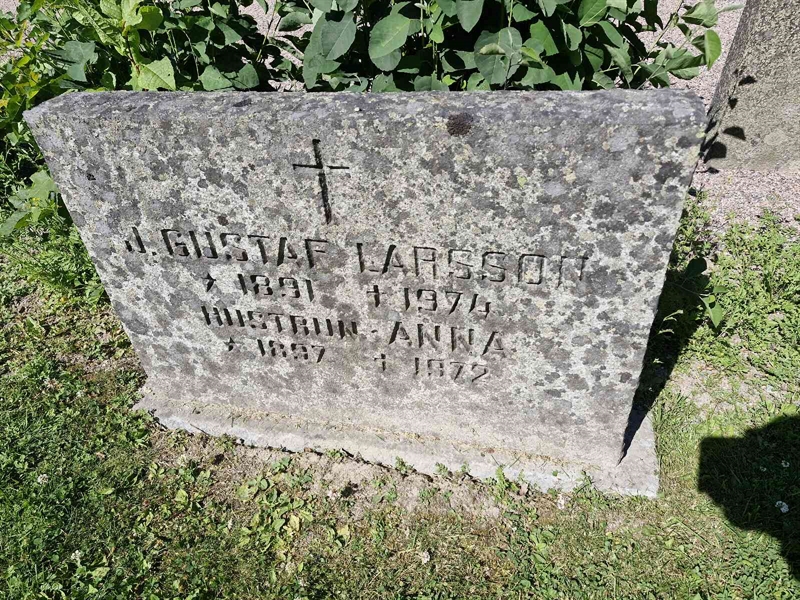 J. GUSTAF LARSSON
* 1891 † 1974
HUSTRUN · ANNA
* 1897 † 1972